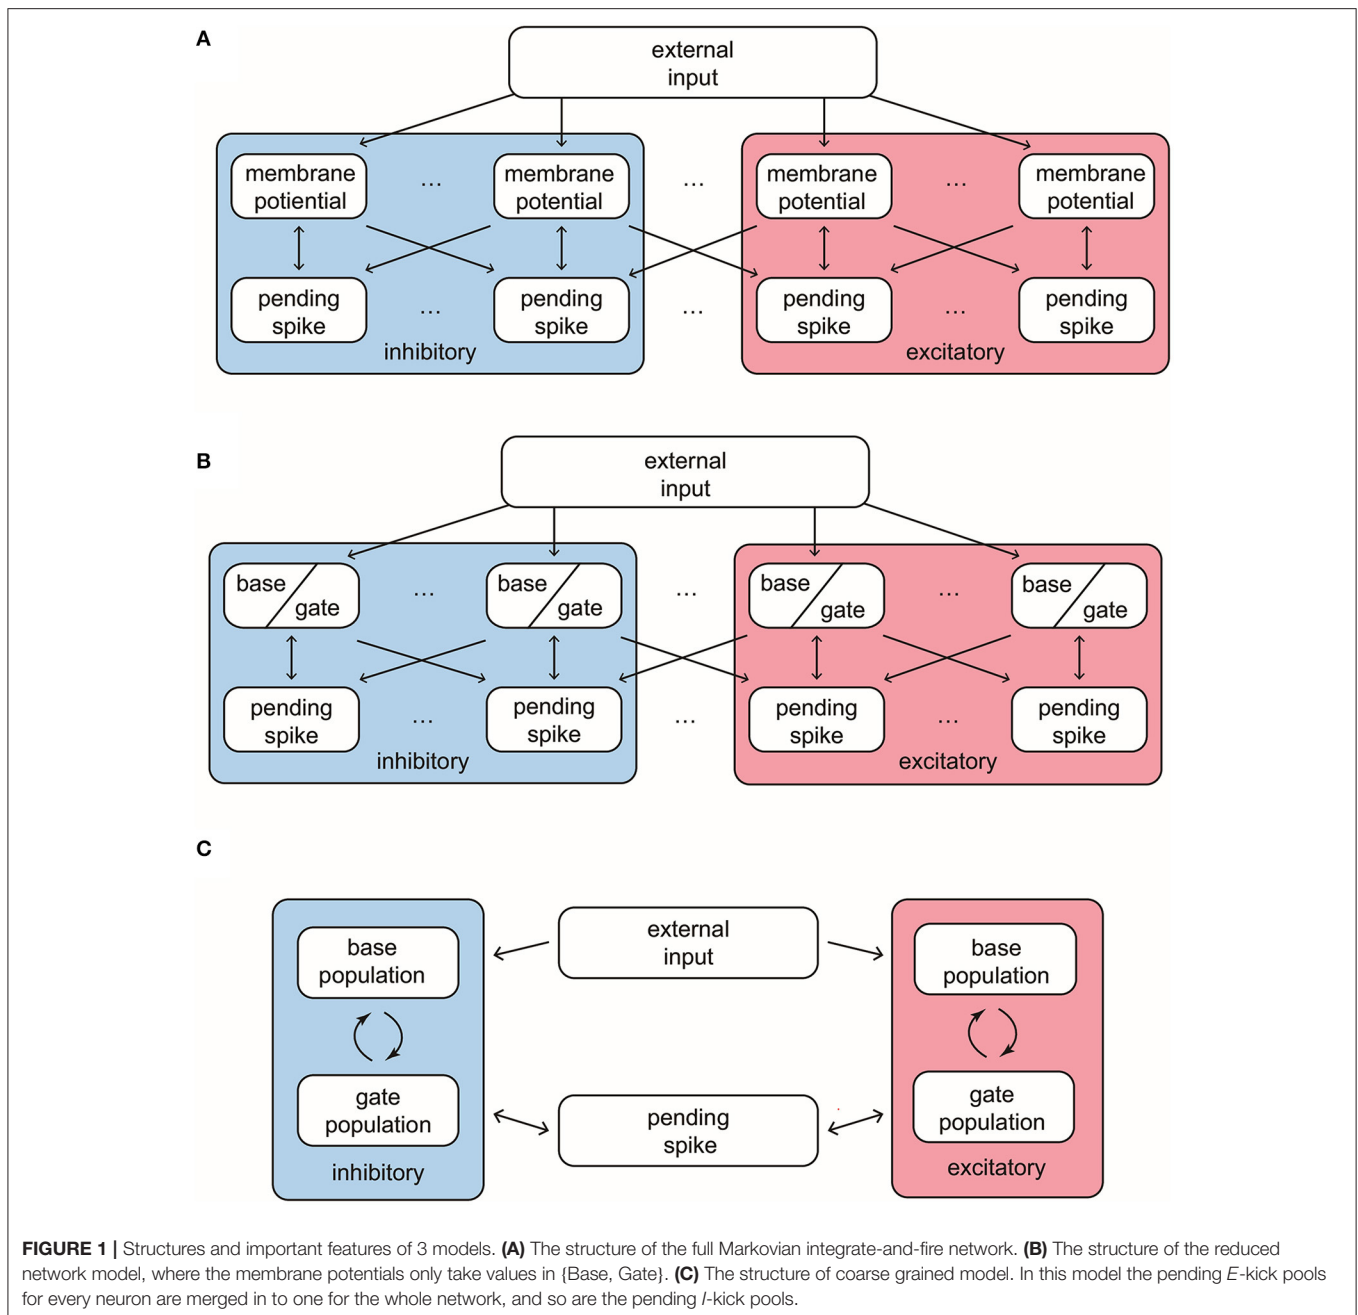 A
external
input
membrane
potiential
...
membrane
potential
...
membrane
potential
...
membrane
potential
pending
spike
...
pending
spike
...
pending
spike
...
pending
spike
inhibitory
excitatory
B
external
input
base
gate
...
base
gate
...
base
gate
...
base
gate
pending
spike
...
pending
spike
...
pending
spike
...
pending
spike
inhibitory
excitatory
C
base
population
external
input
base
population
gate
population
pending
spike
gate
population
inhibitory
excitatory
FIGURE 1 | Structures and important features of 3 models. (A) The structure of the full Markovian integrate-and-fire network. (B) The structure of the reduced
network model, where the membrane potentials only take values in {Base, Gate}. (C) The structure of coarse grained model. In this model the pending E-kick pools
for every neuron are merged in to one for the whole network, and so are the pending I-kick pools.